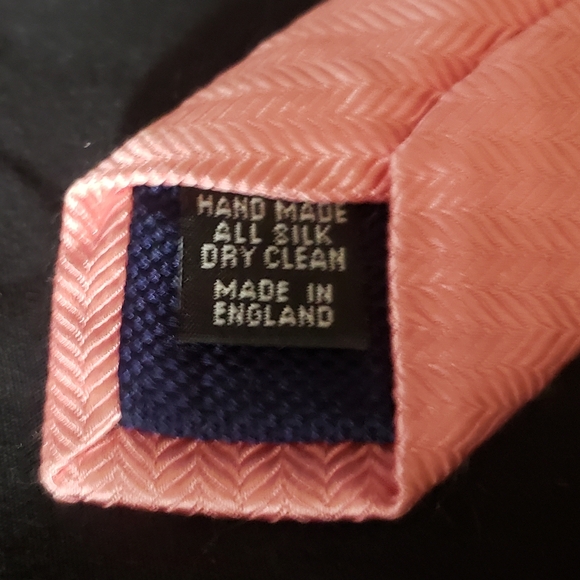 HAND MADE
ALL SILK
DRY CLEAN
MADE IN
ENGLAND